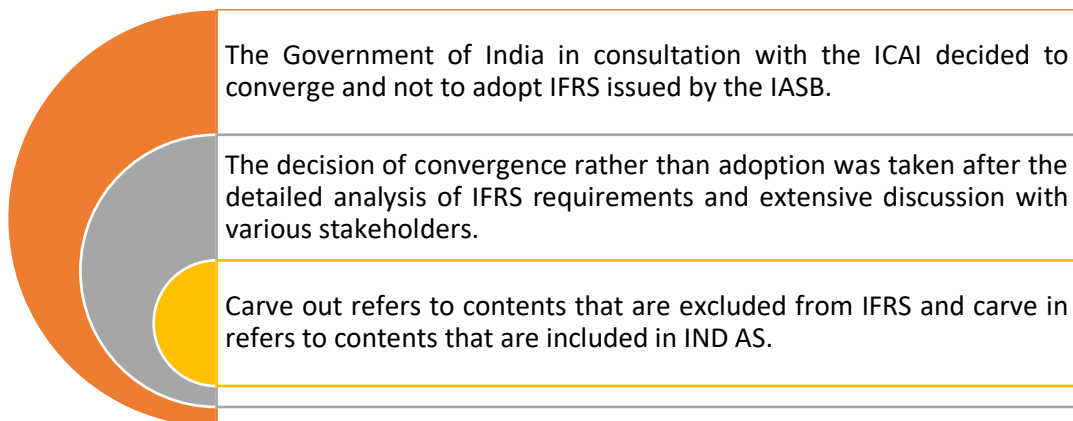 The Government of India in consultation with the ICAI decided to
converge and not to adopt IFRS issued by the IASB.
The decision of convergence rather than adoption was taken after the
detailed analysis of IFRS requirements and extensive discussion with
various stakeholders.
Carve out refers to contents that are excluded from IFRS and carve in
refers to contents that are included in IND AS.